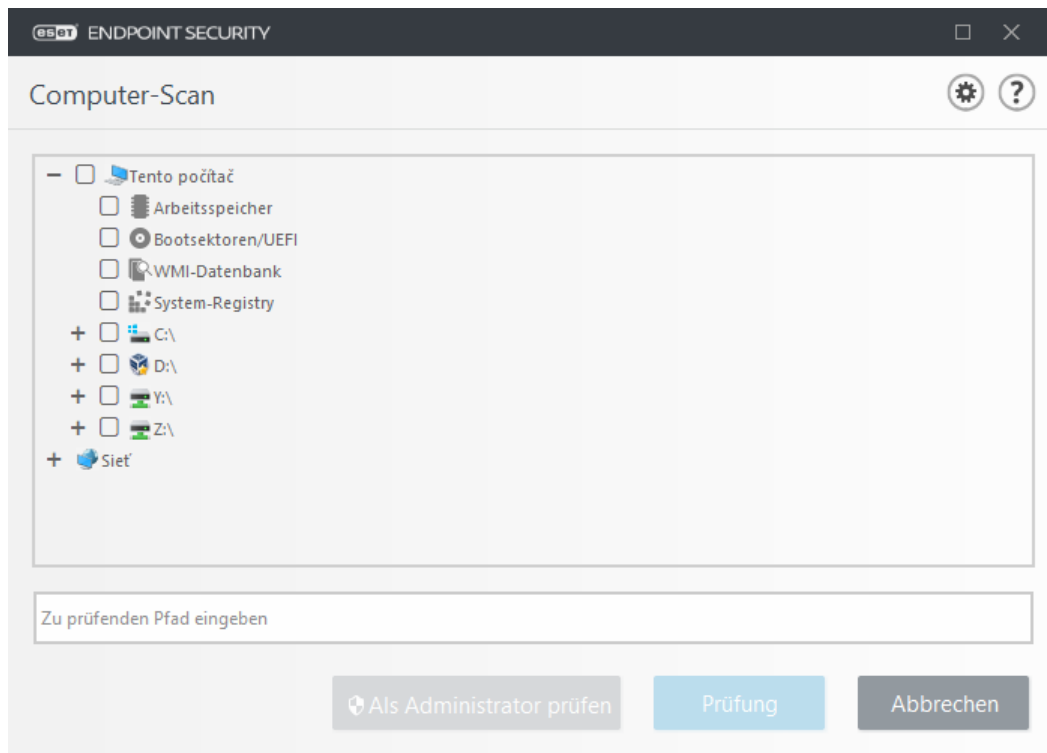 eset ENDPOINT SECURITY
Computer-Scan
?
Tento počítač
Arbeitsspeicher
Bootsektoren/UEFI
WMI-Datenbank
System-Registry
C:\
D:\
Y:\
Z:\
Sieť
Zu prüfenden Pfad eingeben
Als Administrator prüfen Prüfung Abbrechen